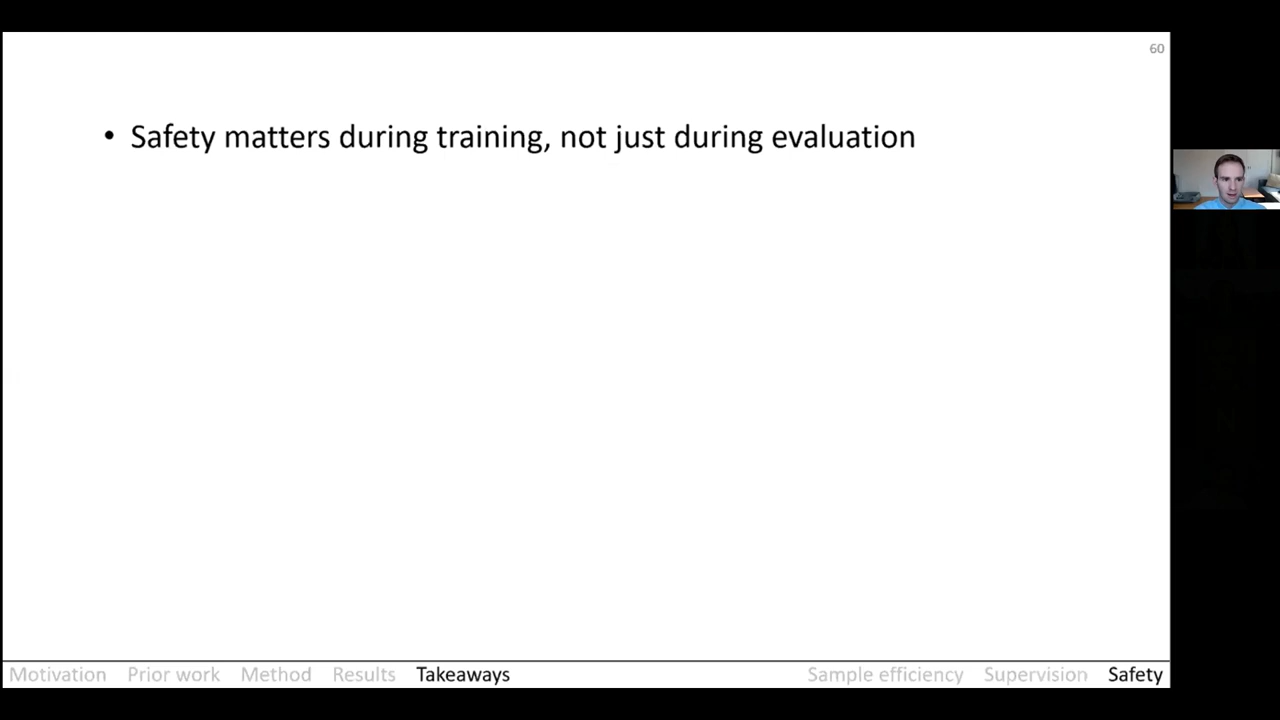 60
• Safety matters during training, not just during evaluation
Motivation Prior work Method Results Takeaways Sample efficiency Supervision Safety